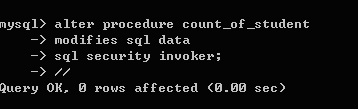 mysql> alter procedure count_of_student
-> modifies sql data
-> sql security invoker;
-> //
Query OK, 0 rows affected (0.00 sec)